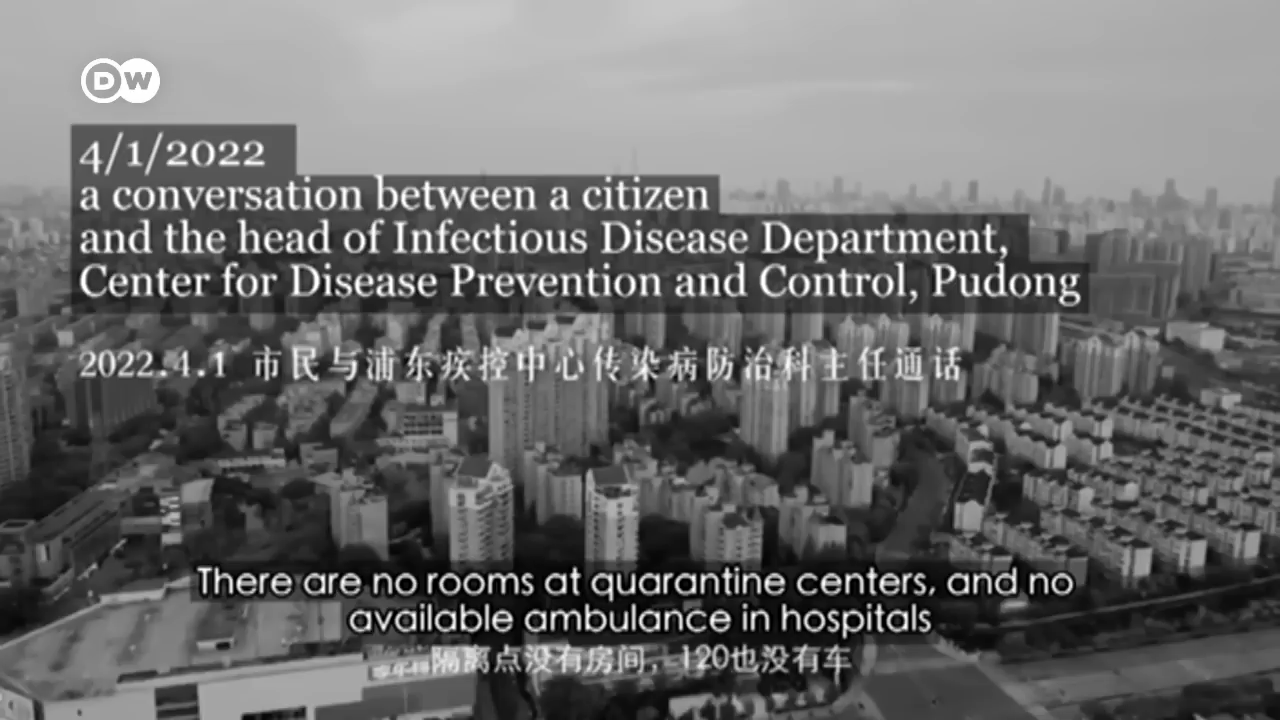 DW
4/1/2022
a conversation between a citizen
and the head of Infectious Disease Department,
Center for Disease Prevention and Control, Pudong
2022.4.1 市民与浦东疾控中心传染病防治科主任通话
There are no rooms at quarantine centers, and no
available ambulance in hospitals
隔离点没有房间，120也没有车